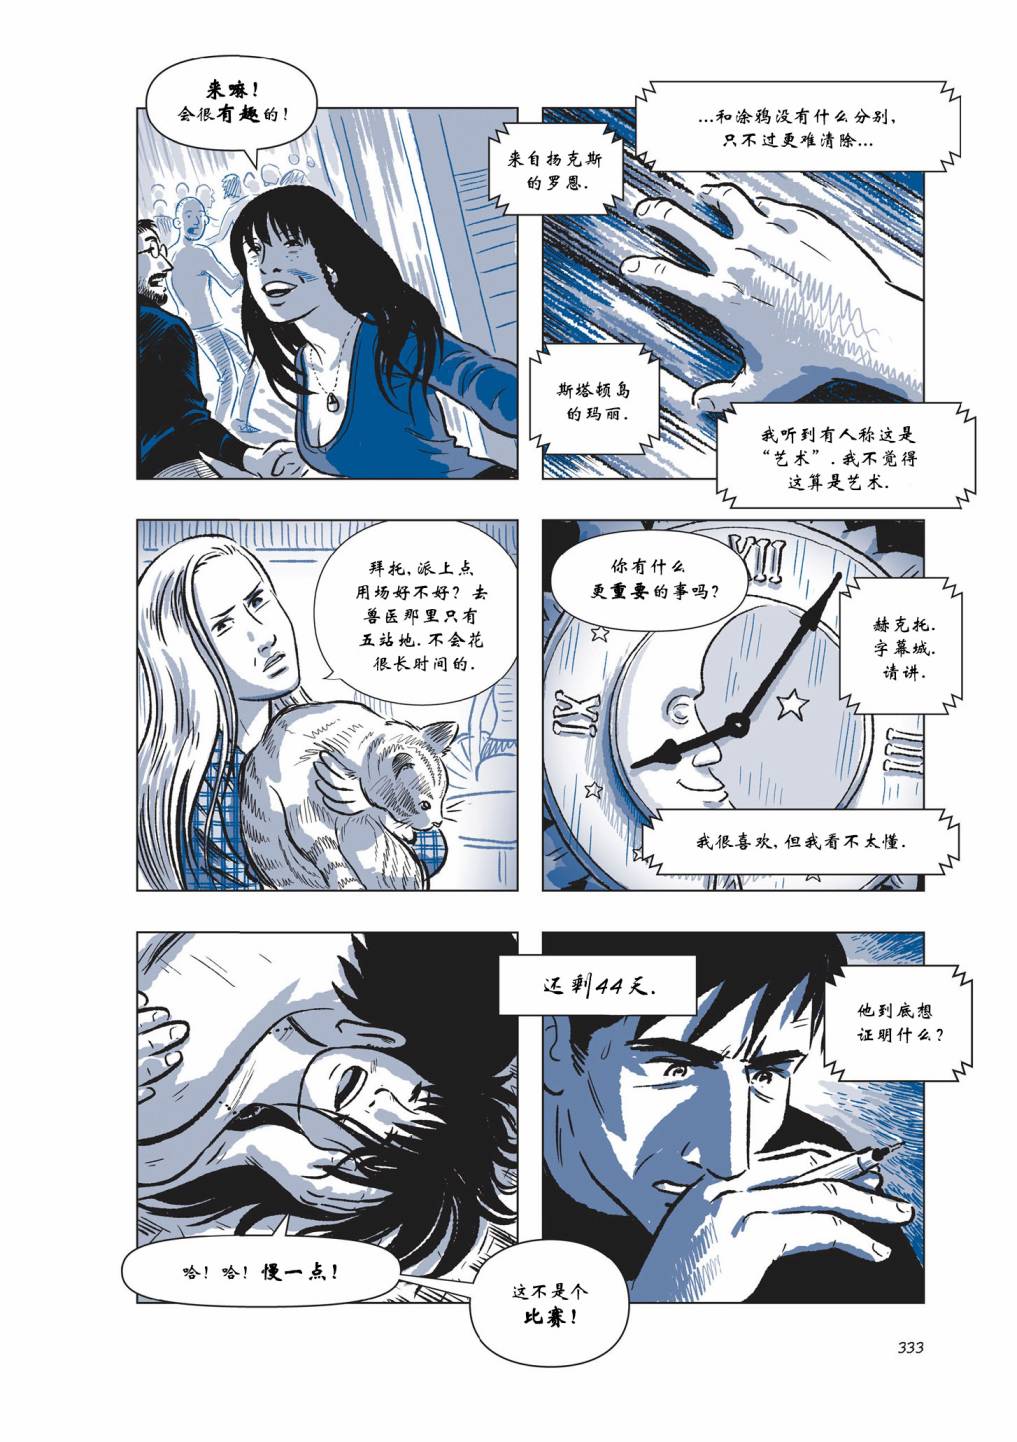 来嘛！
会很有趣的！
来自扬克斯
的罗恩.
…和涂鸦没有什么分别,
只不过更难清除…
斯塔顿岛
的玛丽.
我听到有人称这是
“艺术”.我不觉得
这算是艺术.
拜托,派上点
用场好不好？去
兽医那里只有
五站地.不会花
很长时间的.
你有什么
更重要的事吗？
VII
IX
III
赫克托.
字幕城.
请讲.
我很喜欢,但我看不太懂.
还剩44天.
他到底想
证明什么？
哈！哈！慢一点！
这不是个
比赛！
333